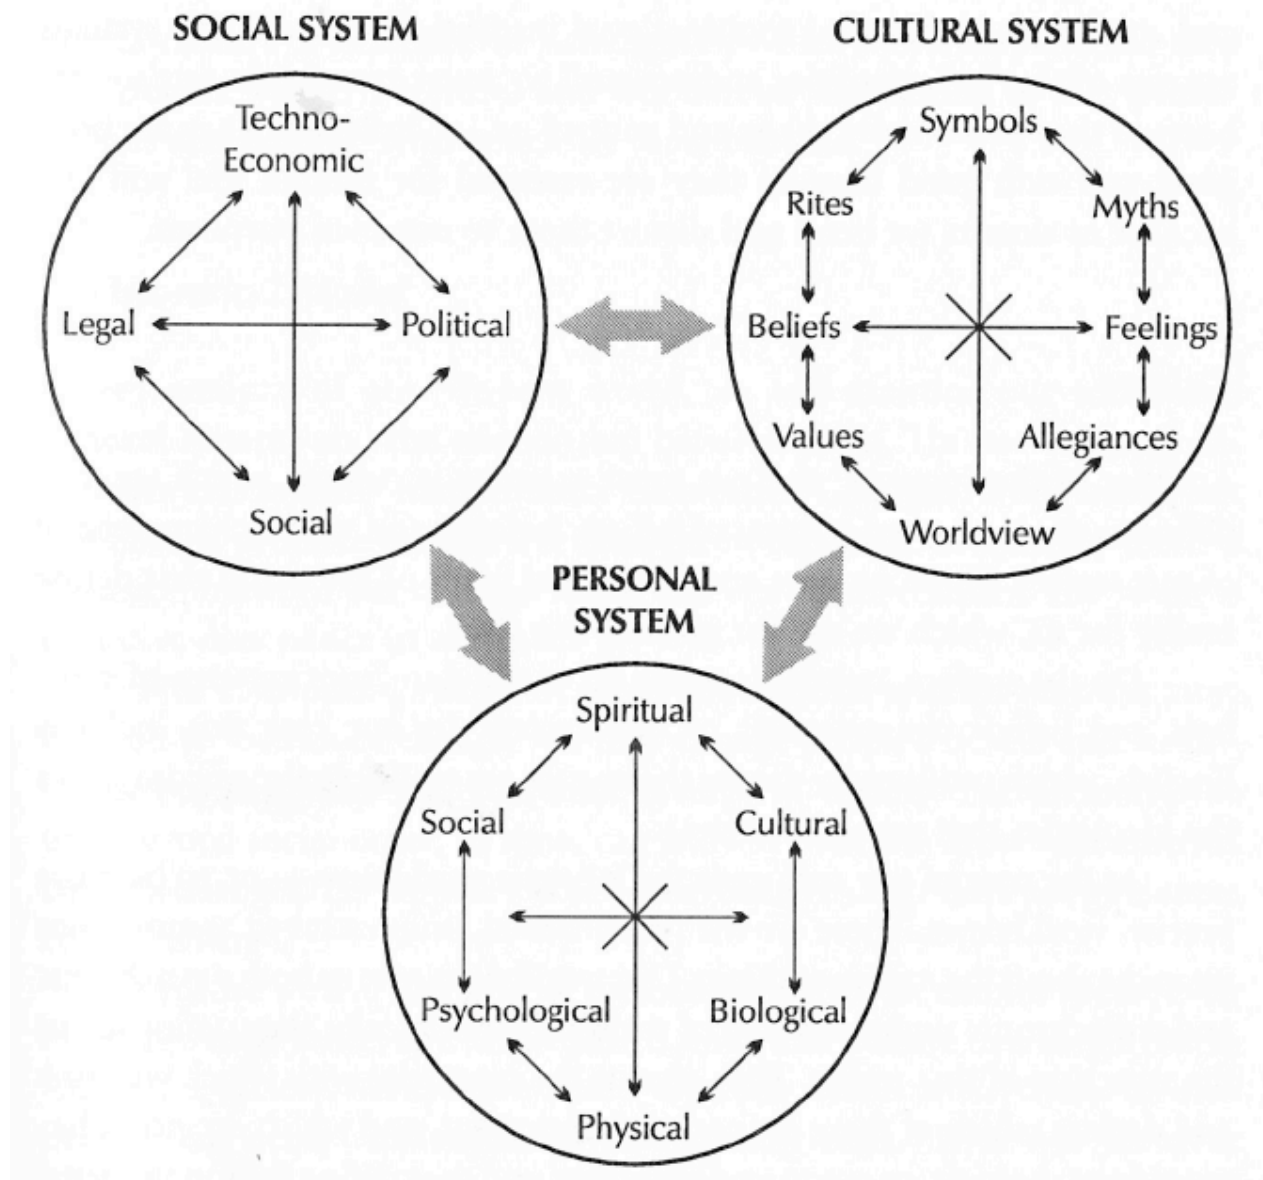 SOCIAL SYSTEM
Techno-
Economic
Legal
Political
Social
CULTURAL SYSTEM
Symbols
Rites
Myths
Beliefs
Feelings
Values
Allegiances
Worldview
PERSONAL
SYSTEM
Spiritual
Social
Cultural
Psychological
Biological
Physical